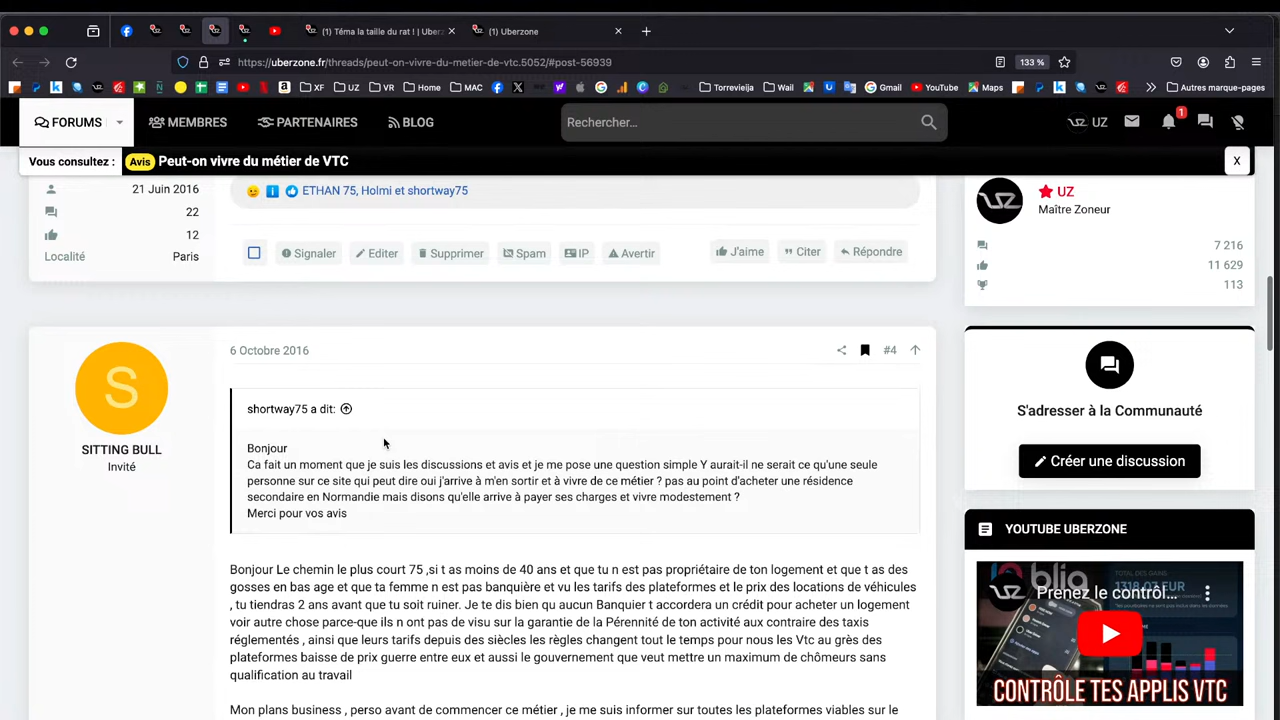 (1) Téma la taille du rat ! | Uber
(1) Uberzone
https://uberzone.fr/threads/peut-on-vivre-du-metier-de-vtc.5052/#post-56939
133 %
XF
UZ
VR
Home
MAC
Torrevieja
Wail
Gmail
YouTube
Maps
Autres marque-pages
FORUMS
MEMBRES
PARTENAIRES
BLOG
Rechercher...
UZ
1
Vous consultez :
Avis
Peut-on vivre du métier de VTC
X
21 Juin 2016
22
12
Localité
Paris
ETHAN 75, Holmi et shortway75
Signaler
Editer
Supprimer
Spam
IP
Avertir
J'aime
Citer
Répondre
UZ
Maître Zoneur
7 216
11 629
113
S
SITTING BULL
Invité
6 Octobre 2016
#4
shortway75 a dit:
Bonjour
Ca fait un moment que je suis les discussions et avis et je me pose une question simple Y aurait-il ne serait ce qu'une seule
personne sur ce site qui peut dire oui j'arrive à m'en sortir et à vivre de ce métier ? pas au point d'acheter une résidence
secondaire en Normandie mais disons qu'elle arrive à payer ses charges et vivre modestement ?
Merci pour vos avis
Bonjour Le chemin le plus court 75 ,si t as moins de 40 ans et que tu n est pas propriétaire de ton logement et que t as des
gosses en bas age et que ta femme n est pas banquière et vu les tarifs des plateformes et le prix des locations de véhicules
, tu tiendras 2 ans avant que tu soit ruiner. Je te dis bien qu aucun Banquier t accordera un crédit pour acheter un logement
voir autre chose parce-que ils n ont pas de visu sur la garantie de la Pérennité de ton activité aux contraire des taxis
réglementés , ainsi que leurs tarifs depuis des siècles les règles changent tout le temps pour nous les Vtc au grès des
plateformes baisse de prix guerre entre eux et aussi le gouvernement que veut mettre un maximum de chômeurs sans
qualification au travail
Mon plans business , perso avant de commencer ce métier , je me suis informer sur toutes les plateformes viables sur le
S'adresser à la Communauté
Créer une discussion
YOUTUBE UBERZONE
bliq
TOTAL DES GAINS
1318,07 EUR
Prenez le contrôl...
CONTRÔLE TES APPLIS VTC